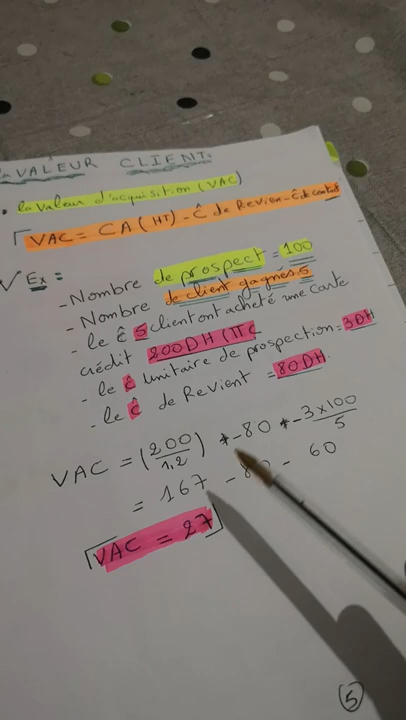 LA VALEUR CLIENT:
• la valeur d'acquisition (VAC)
VAC = CA (HT) - Ĉ de Revien - Ĉ de contact
✓ Ex :
- Nombre de prospect = 100
- Nombre de client gagnes 5
- le Ĉ 5 client ont acheté une Carte
crédit 200DH (TTC
- le Ĉ unitaire de prospection = 3DH
- le Ĉ de Revient = 80DH
VAC = (200/1,2) - 80 - 3x100/5
= 167 - 80 - 60
VAC = 27
5